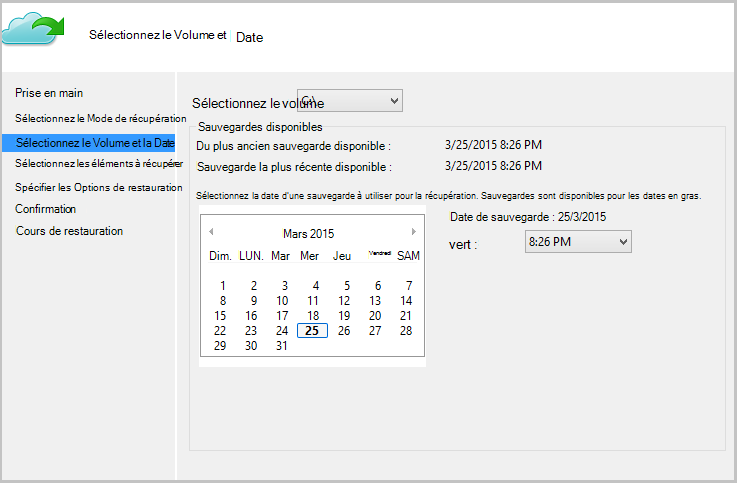 Sélectionnez le Volume et Date
Prise en main
Sélectionnez le Mode de récupération
Sélectionnez le Volume et la Date
Sélectionnez les éléments à récupérer
Spécifier les Options de restauration
Confirmation
Cours de restauration
Sélectionnez le volume C:\
Sauvegardes disponibles
Du plus ancien sauvegarde disponible : 3/25/2015 8:26 PM
Sauvegarde la plus récente disponible : 3/25/2015 8:26 PM
Sélectionnez la date d'une sauvegarde à utiliser pour la récupération. Sauvegardes sont disponibles pour les dates en gras.
Mars 2015
Dim. LUN. Mar Mer Jeu Vendredi SAM
1 2 3 4 5 6 7
8 9 10 11 12 13 14
15 16 17 18 19 20 21
22 23 24 25 26 27 28
29 30 31
Date de sauvegarde : 25/3/2015
vert : 8:26 PM